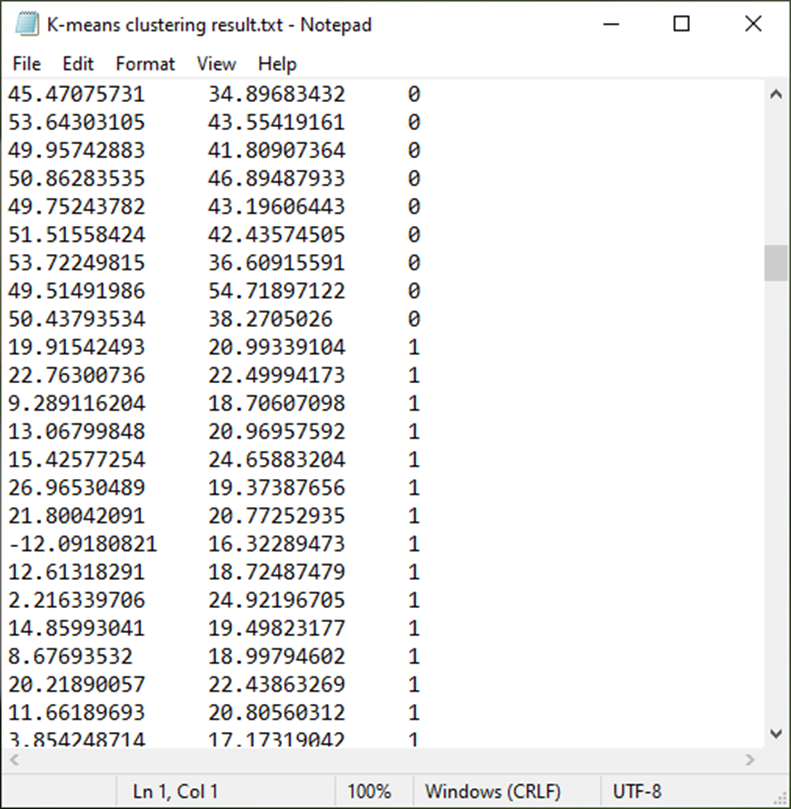 K-means clustering result.txt - Notepad
File Edit Format View Help
45.47075731 34.89683432 0
53.64303105 43.55419161 0
49.95742883 41.80907364 0
50.86283535 46.89487933 0
49.75243782 43.19606443 0
51.51558424 42.43574505 0
53.72249815 36.60915591 0
49.51491986 54.71897122 0
50.43793534 38.2705026 0
19.91542493 20.99339104 1
22.76300736 22.49994173 1
9.289116204 18.70607098 1
13.06799848 20.96957592 1
15.42577254 24.65883204 1
26.96530489 19.37387656 1
21.80042091 20.77252935 1
-12.09180821 16.32289473 1
12.61318291 18.72487479 1
2.216339706 24.92196705 1
14.85993041 19.49823177 1
8.67693532 18.99794602 1
20.21890057 22.43863269 1
11.66189693 20.80560312 1
3.854248714 17.17319042 1
Ln 1, Col 1 100% Windows (CRLF) UTF-8